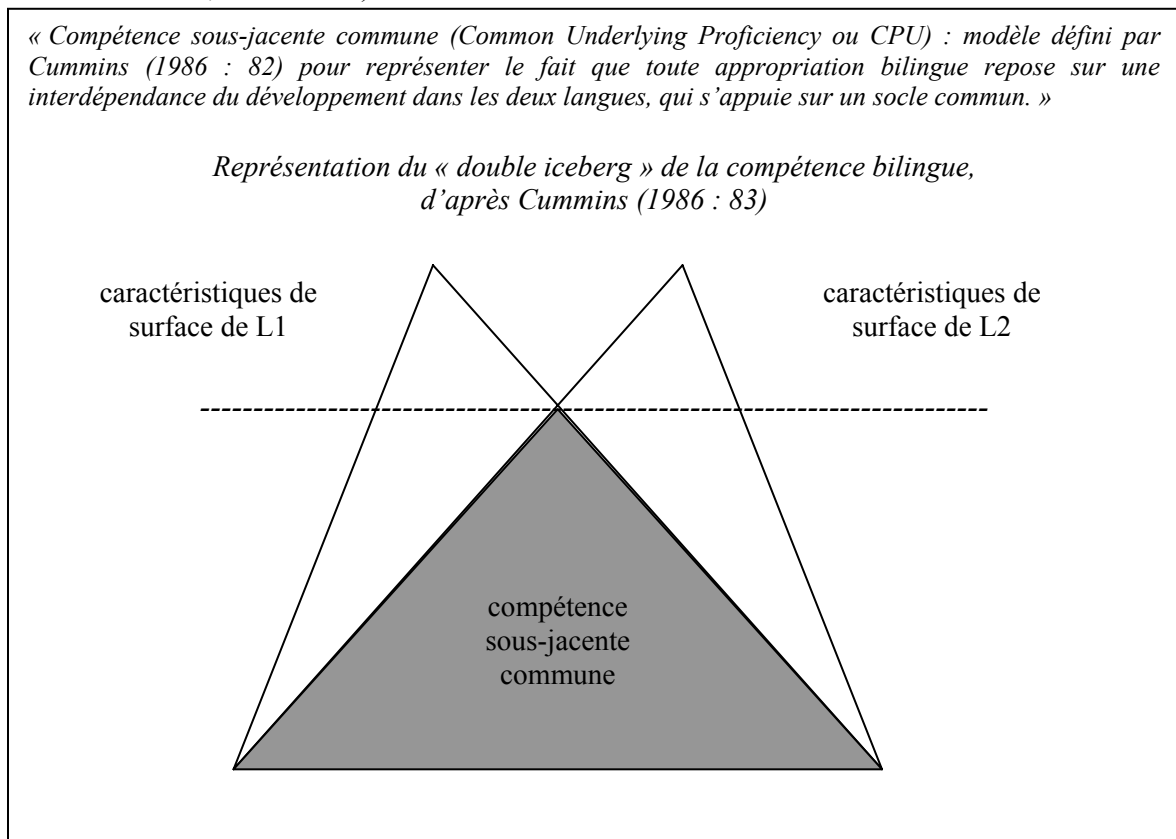 « Compétence sous-jacente commune (Common Underlying Proficiency ou CPU) : modèle défini par
Cummins (1986 : 82) pour représenter le fait que toute appropriation bilingue repose sur une
interdépendance du développement dans les deux langues, qui s’appuie sur un socle commun. »
Représentation du « double iceberg » de la compétence bilingue,
d’après Cummins (1986 : 83)
caractéristiques de
surface de L1
caractéristiques de
surface de L2
compétence
sous-jacente
commune